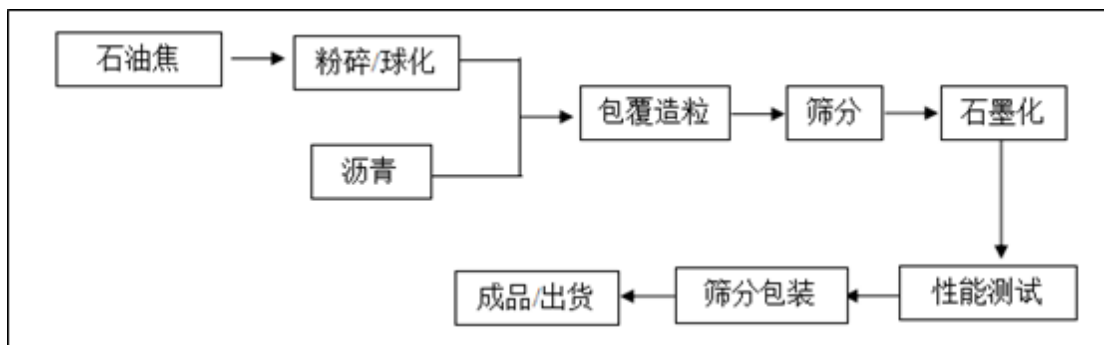 石油焦
粉碎/球化
沥青
包覆造粒
筛分
石墨化
性能测试
筛分包装
成品/出货